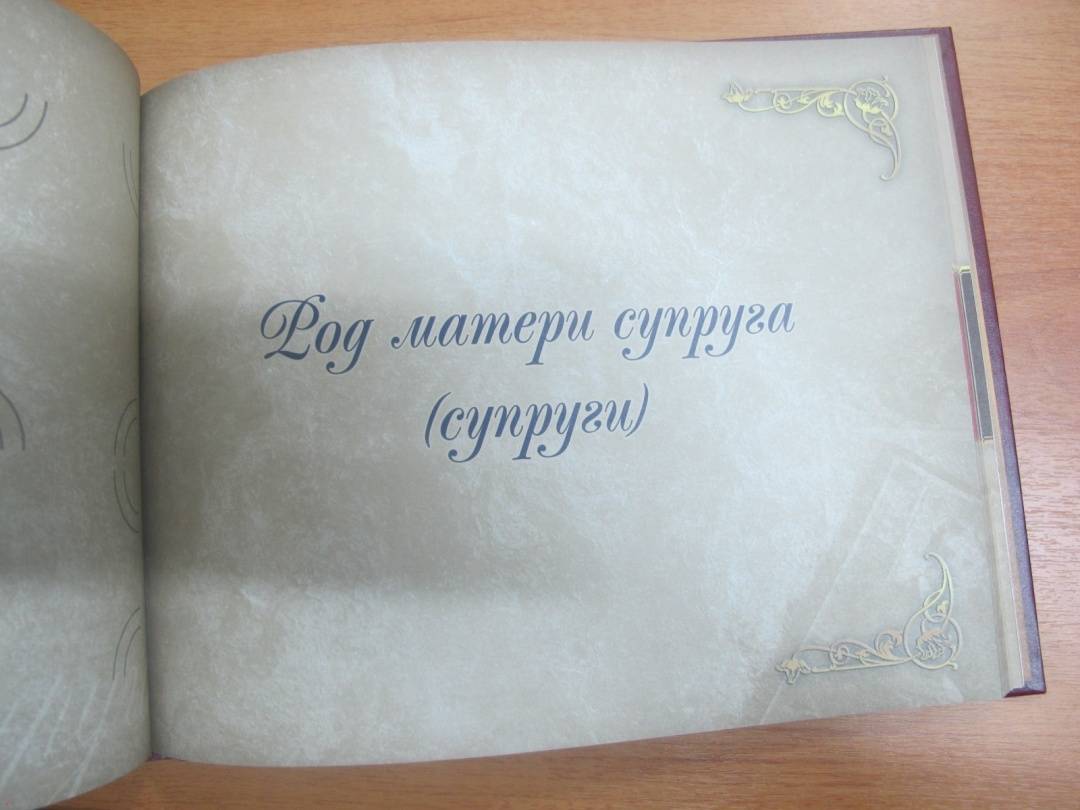 Род матери супруга
(супруги)